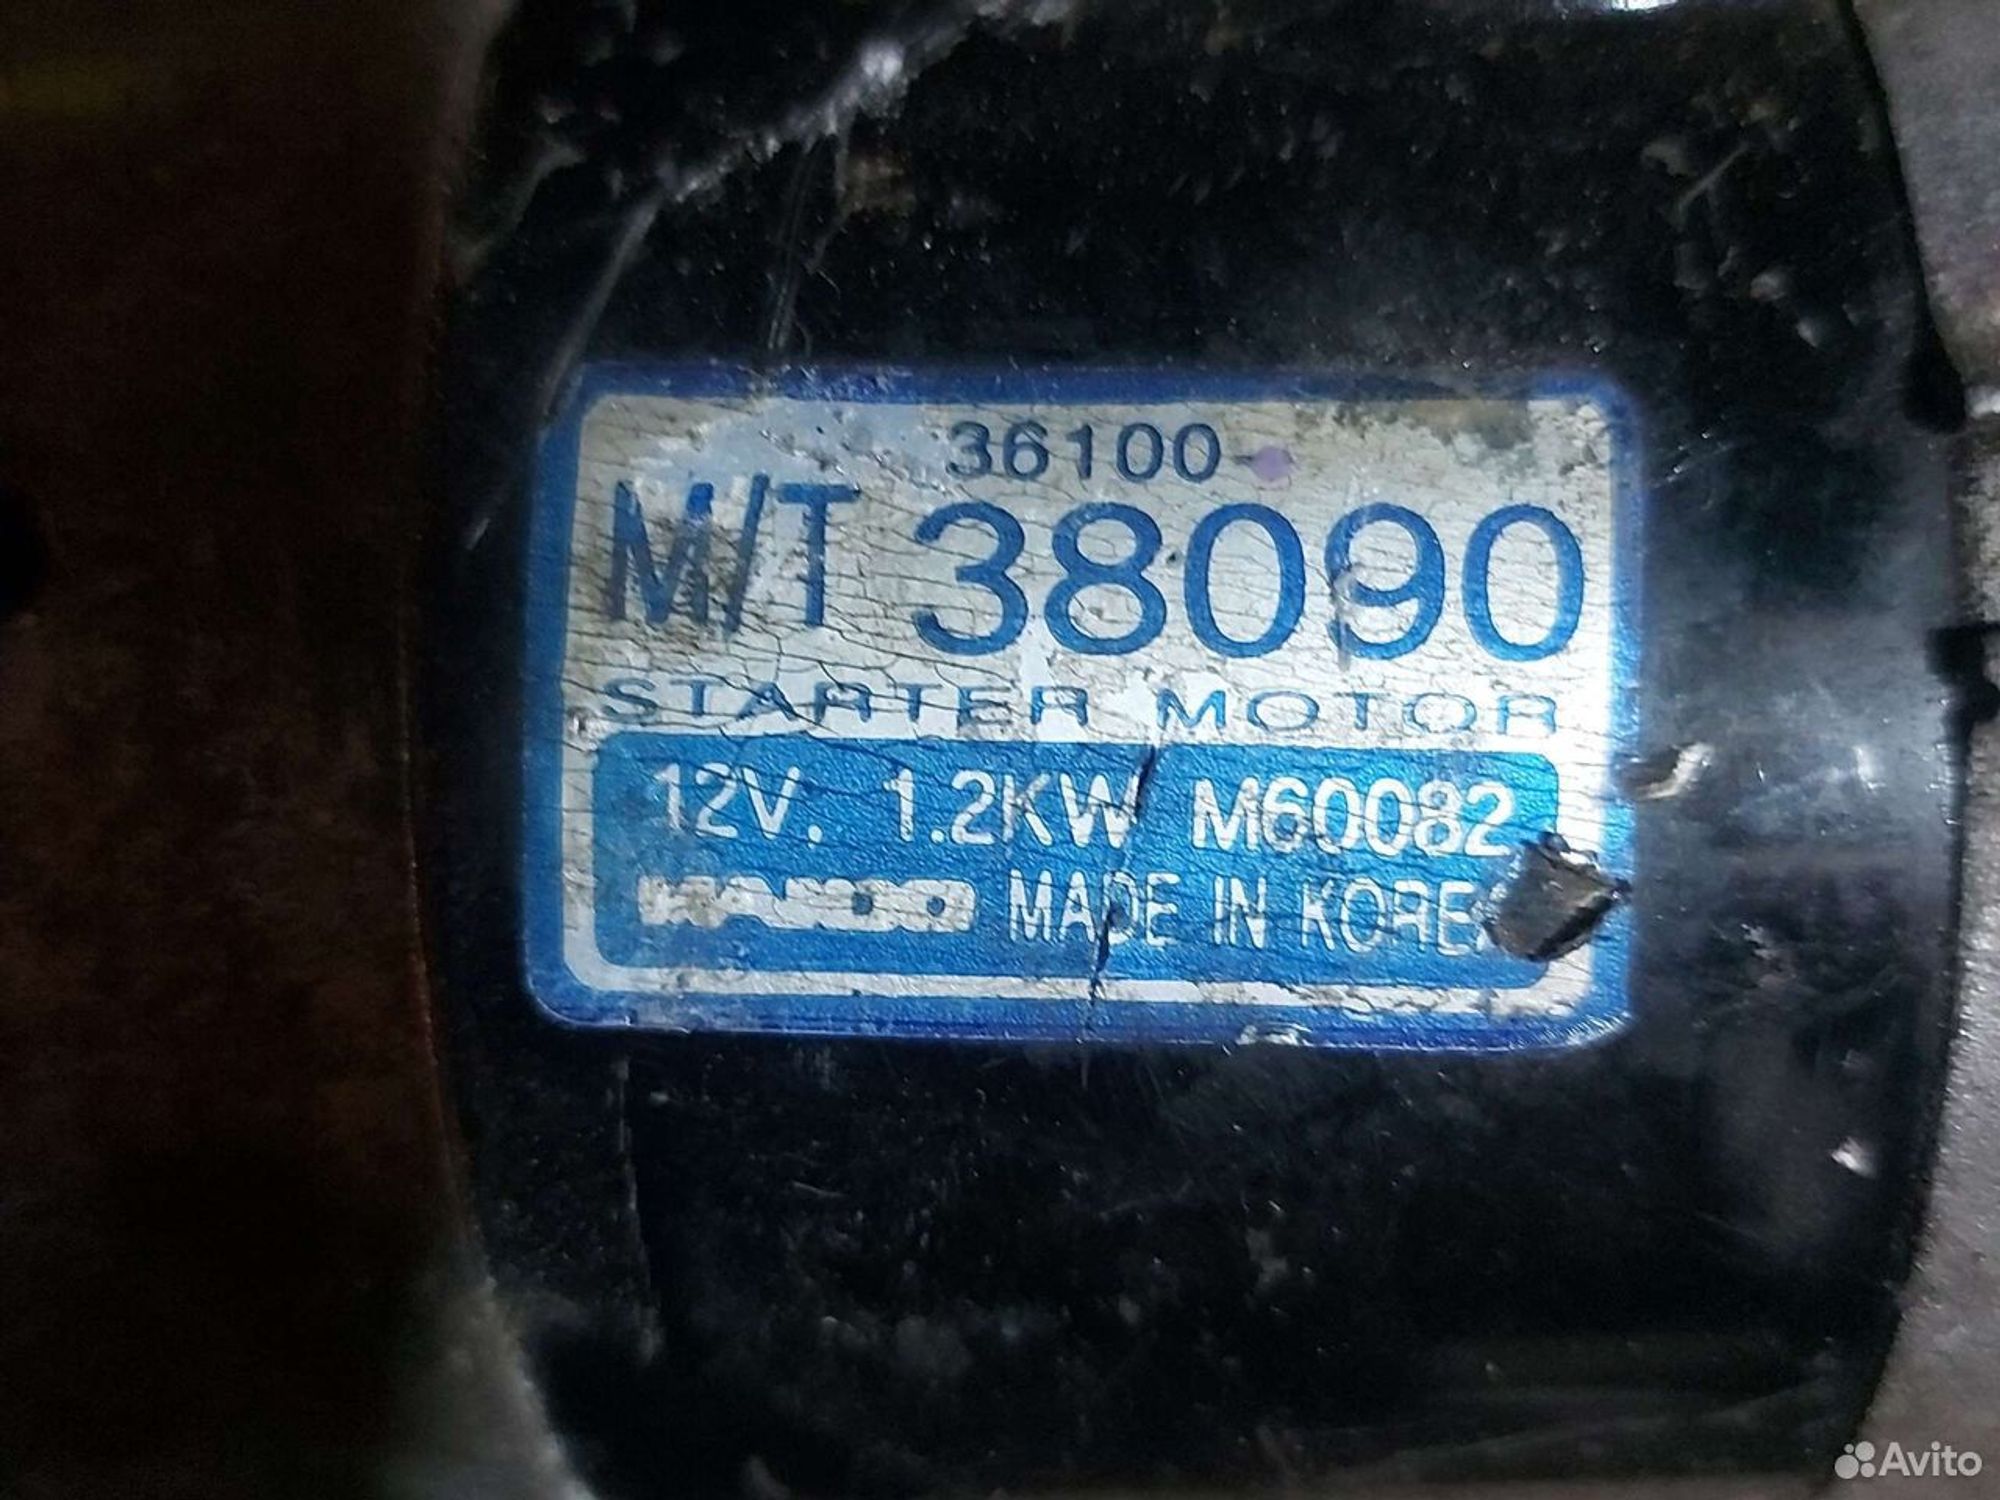 36100-
M/T 38090
STARTER MOTOR
12V. 1.2KW M60082
MANDO MADE IN KOREA
Avito